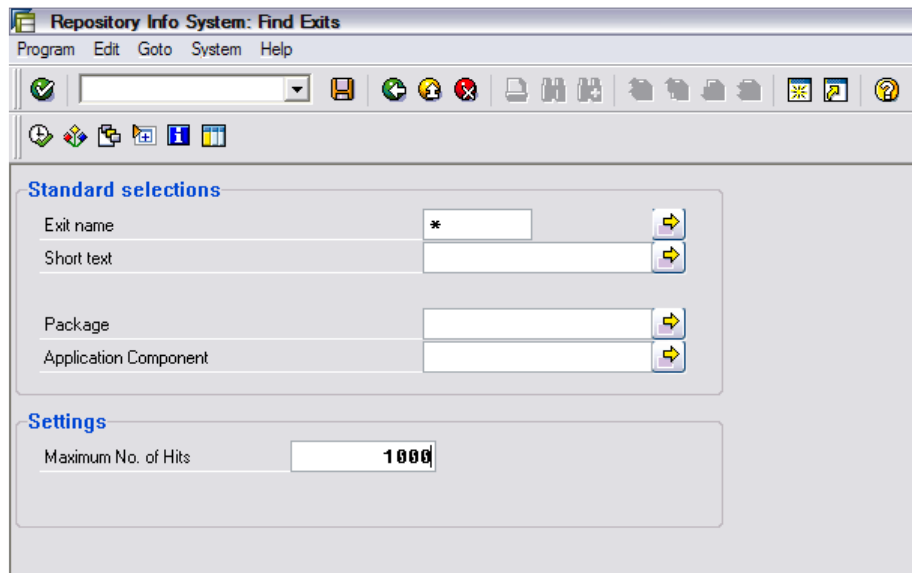 Repository Info System: Find Exits
Program Edit Goto System Help
Standard selections
Exit name *
Short text
Package
Application Component
Settings
Maximum No. of Hits 1000